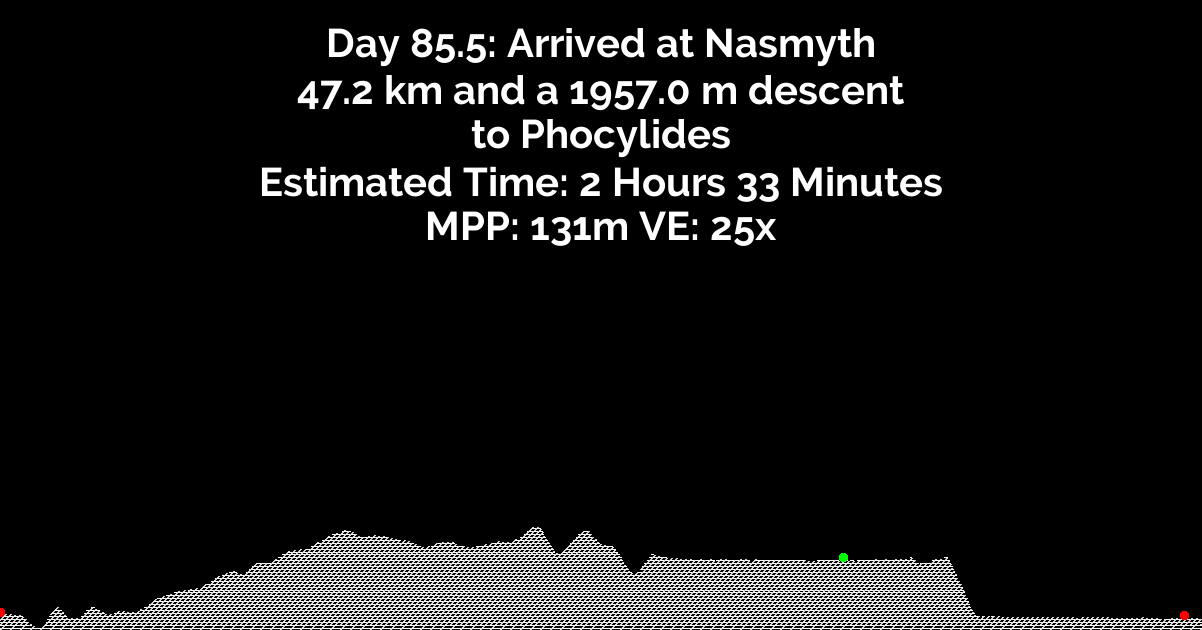 Day 85.5: Arrived at Nasmyth
47.2 km and a 1957.0 m descent
to Phocylides
Estimated Time: 2 Hours 33 Minutes
MPP: 131m VE: 25x